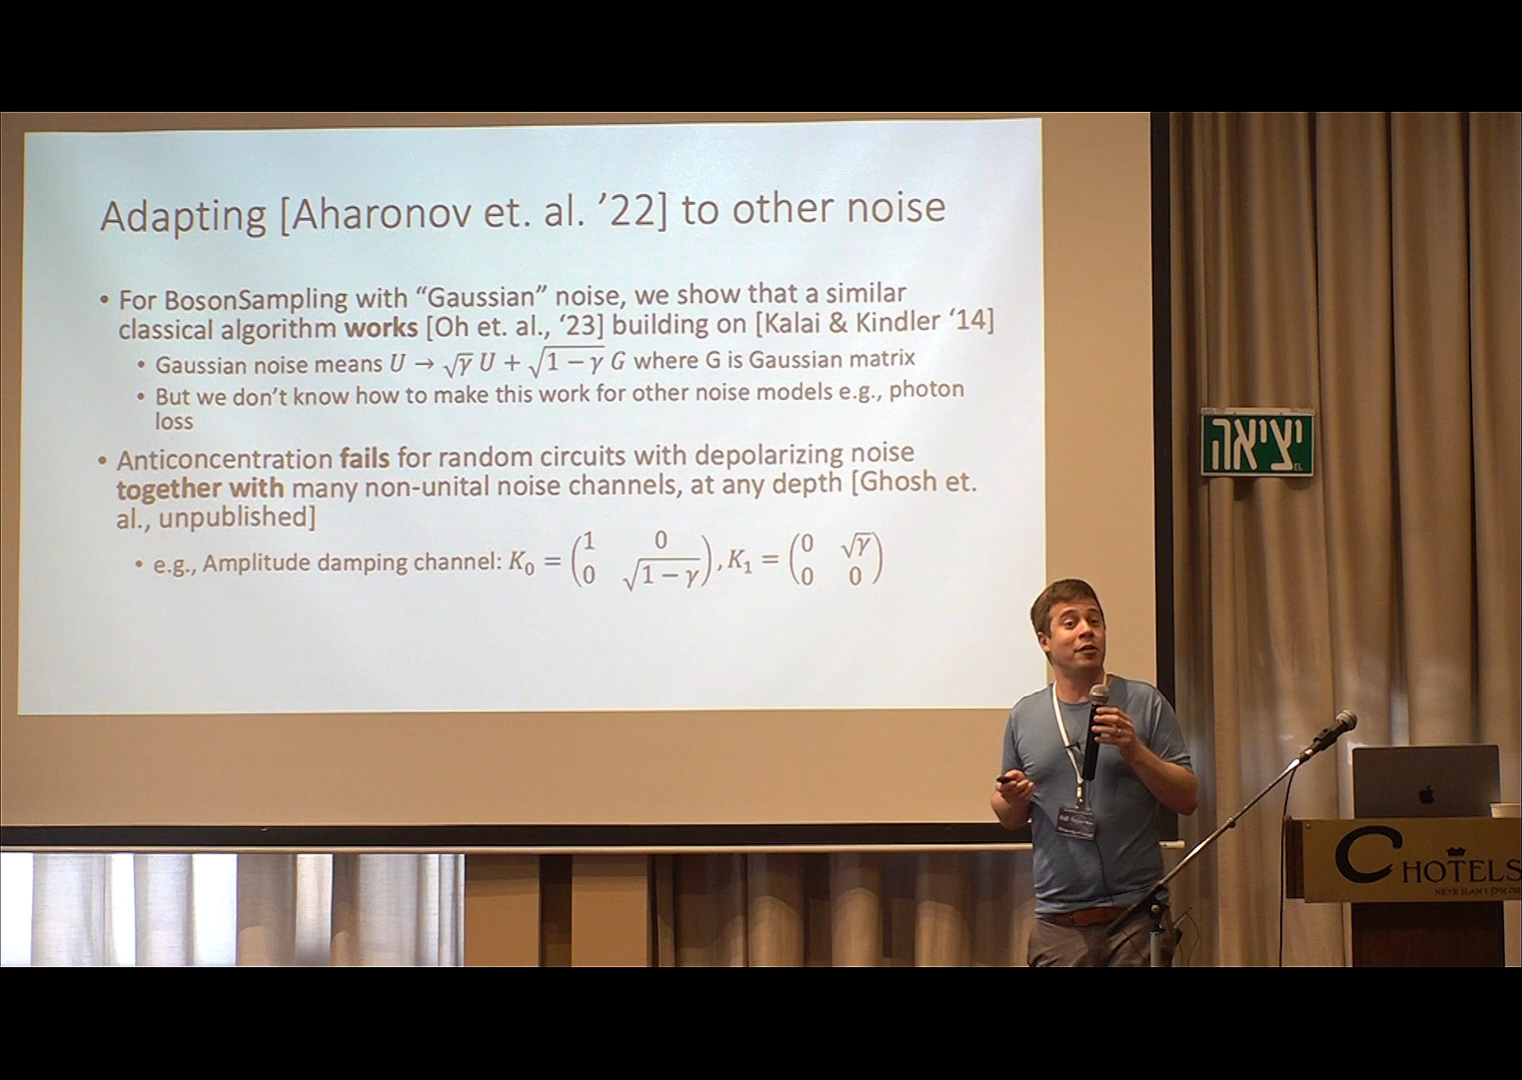 Adapting [Aharonov et. al. ’22] to other noise
• For BosonSampling with “Gaussian” noise, we show that a similar
classical algorithm works [Oh et. al., ‘23] building on [Kalai & Kindler ‘14]
• Gaussian noise means U → √γ U + √1 − γ G where G is Gaussian matrix
• But we don’t know how to make this work for other noise models e.g., photon
loss
• Anticoncentration fails for random circuits with depolarizing noise
together with many non-unital noise channels, at any depth [Ghosh et.
al., unpublished]
• e.g., Amplitude damping channel: K₀ = (1 0 0 √1 − γ), K₁ = (0 √γ 0 0)
יציאה
C HOTELS
NEVE ILAN